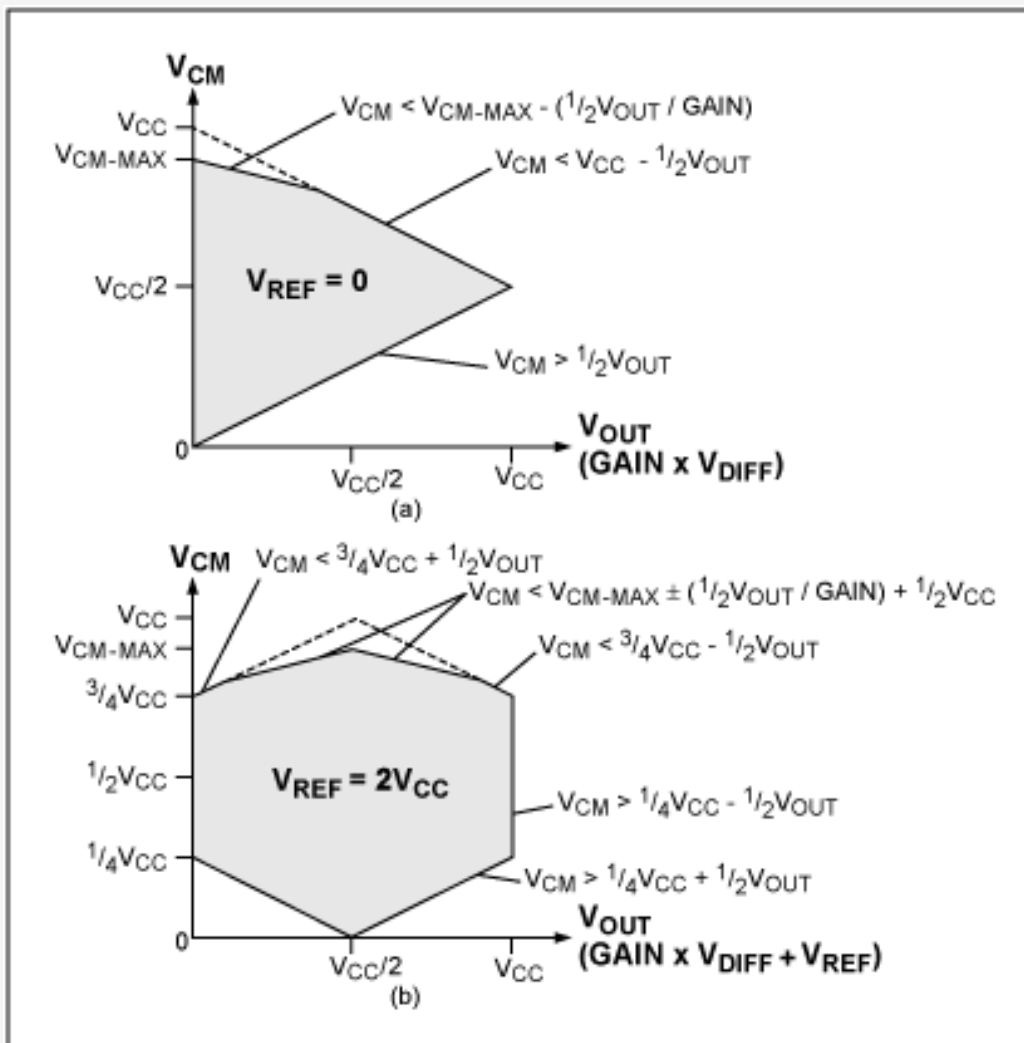 VCM
VCM < VCM-MAX - (1/2VOUT / GAIN)
VCC
VCM-MAX
VCM < VCC - 1/2VOUT
VCC/2
VREF = 0
VCM > 1/2VOUT
0
VCC/2
VCC
VOUT
(GAIN x VDIFF)
(a)
VCM
VCM < 3/4VCC + 1/2VOUT
VCM < VCM-MAX ± (1/2VOUT / GAIN) + 1/2VCC
VCC
VCM-MAX
VCM < 3/4VCC - 1/2VOUT
3/4VCC
1/2VCC
VREF = 2VCC
VCM > 1/4VCC - 1/2VOUT
1/4VCC
VCM > 1/4VCC + 1/2VOUT
0
VCC/2
VCC
VOUT
(GAIN x VDIFF + VREF)
(b)